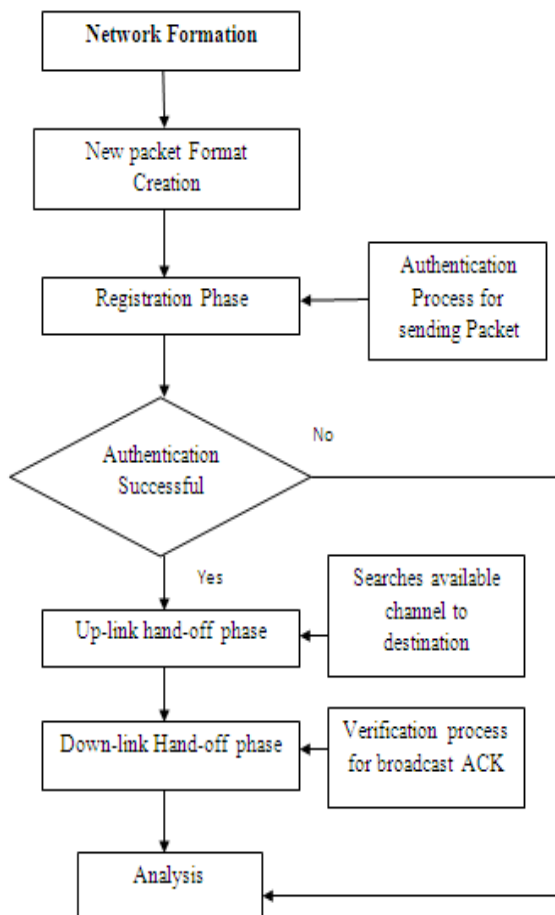 Network Formation
New packet Format
Creation
Registration Phase
Authentication
Process for
sending Packet
Authentication
Successful
No
Yes
Up-link hand-off phase
Searches available
channel to
destination
Down-link Hand-off phase
Verification process
for broadcast ACK
Analysis